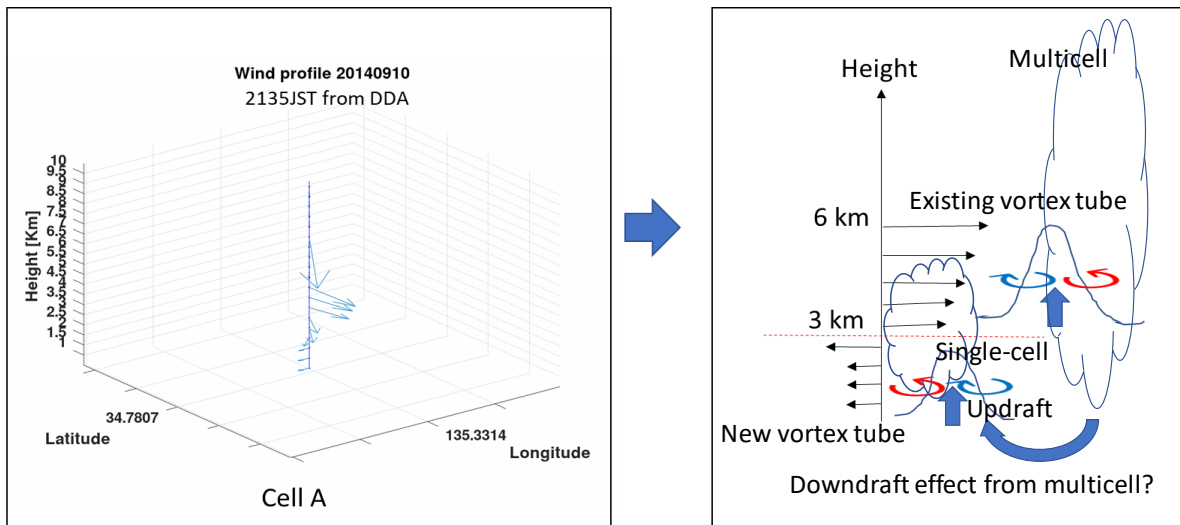 Wind profile 20140910
2135JST from DDA
Height [Km]
10
9.5
9
8.5
8
7.5
7
6.5
6
5.5
5
4.5
4
3.5
3
2.5
2
1.5
1
34.7807
Latitude
135.3314
Longitude
Cell A
Height
Multicell
6 km
Existing vortex tube
3 km
Single-cell
Updraft
New vortex tube
Downdraft effect from multicell?